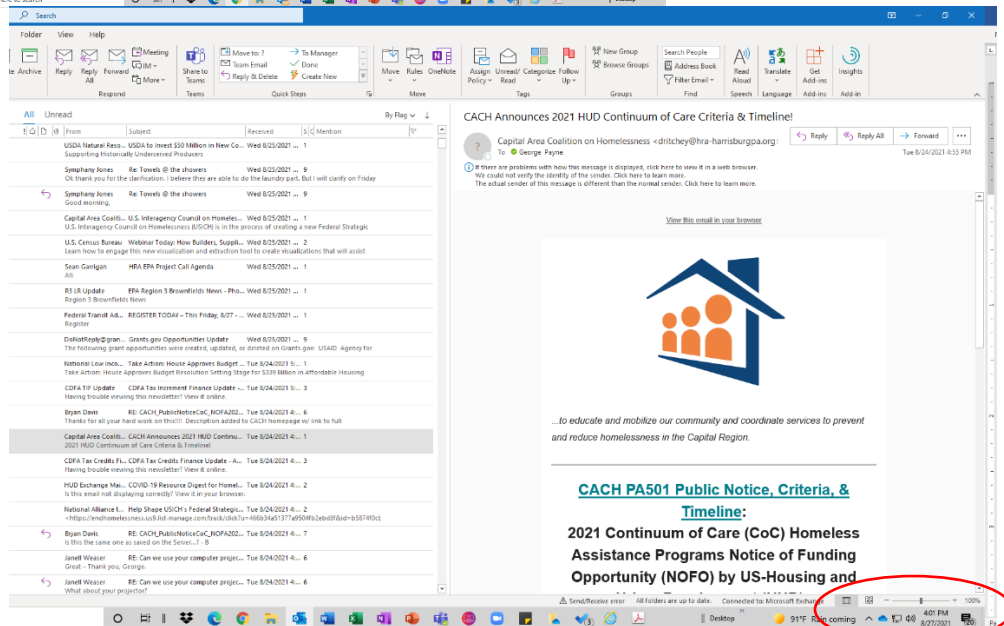 Search
Folder View Help
Archive
Reply
Reply All
Forward
Meeting
IM
More
Respond
Share to Teams
Teams
Move to: ?
Team Email
Reply & Delete
To Manager
Done
Create New
Quick Steps
Move
Rules
OneNote
Move
Assign Policy
Unread/ Read
Categorize
Follow Up
Tags
New Group
Browse Groups
Groups
Search People
Address Book
Filter Email
Find
Read Aloud
Speech
Translate
Language
Get Add-ins
Add-ins
Insights
Add-in
All Unread By Flag
From Subject Received Mention
USDA Natural Reso... USDA to Invest $50 Million in New Co... Wed 8/25/2021 ... 1
Supporting Historically Underserved Producers
Symphany Jones Re: Towels @ the showers Wed 8/25/2021 ... 9
Ok thank you for the clarification. I believe they are able to do the laundry part. But I will clarify on Friday
Symphany Jones Re: Towels @ the showers Wed 8/25/2021 ... 9
Good morning,
Capital Area Coaliti... U.S. Interagency Council on Homeles... Wed 8/25/2021 ... 1
U.S. Interagency Council on Homelessness (USICH) is in the process of creating a new Federal Strategic
U.S. Census Bureau Webinar Today: How Builders, Suppli... Wed 8/25/2021 ... 2
Learn how to engage this new visualization and extraction tool to create visualizations that will assist
Sean Garrigan HRA EPA Project Call Agenda Wed 8/25/2021 ... 1
All:
R3 LR Update EPA Region 3 Brownfields News - Pho... Wed 8/25/2021 ... 1
Region 3 Brownfields News
Federal Transit Ad... REGISTER TODAY – This Friday, 8/27 - ... Wed 8/25/2021 ... 1
Register
DoNotReply@gran... Grants.gov Opportunities Update Wed 8/25/2021 ... 9
The following grant opportunities were created, updated, or deleted on Grants.gov: USAID Agency for
National Low Inco... Take Action: House Approves Budget ... Tue 8/24/2021 5:... 1
Take Action: House Approves Budget Resolution Setting Stage for $339 Billion in Affordable Housing
CDFA TIF Update CDFA Tax Increment Finance Update -... Tue 8/24/2021 5:... 3
Having trouble viewing this newsletter? View it online.
Bryan Davis RE: CACH_PublicNoticeCoC_NOFA202... Tue 8/24/2021 4:... 6
Thanks for all your hard work on this!!!! Description added to CACH homepage w/ link to full
Capital Area Coaliti... CACH Announces 2021 HUD Continu... Tue 8/24/2021 4:... 1
2021 HUD Continuum of Care Criteria & Timeline!
CDFA Tax Credits Fi... CDFA Tax Credits Finance Update - A... Tue 8/24/2021 4:... 3
Having trouble viewing this newsletter? View it online.
HUD Exchange Mai... COVID-19 Resource Digest for Homel... Tue 8/24/2021 4:... 2
Is this email not displaying correctly? View it in your browser.
National Alliance t... Help Shape USICH's Federal Strategic... Tue 8/24/2021 4:... 2
Bryan Davis RE: CACH_PublicNoticeCoC_NOFA202... Tue 8/24/2021 4:... 7
Is this the same one as saved on the Server...? - B
Janell Weaser RE: Can we use your computer projec... Tue 8/24/2021 4:... 6
Great – Thank you, George.
Janell Weaser RE: Can we use your computer projec... Tue 8/24/2021 4:... 6
What about your projector?
CACH Announces 2021 HUD Continuum of Care Criteria & Timeline!
Capital Area Coalition on Homelessness <dritchey@hra-harrisburgpa.org>
To George Payne
Reply Reply All Forward ...
Tue 8/24/2021 4:55 PM
If there are problems with how this message is displayed, click here to view it in a web browser.
We could not verify the identity of the sender. Click here to learn more.
The actual sender of this message is different than the normal sender. Click here to learn more.
View this email in your browser
...to educate and mobilize our community and coordinate services to prevent
and reduce homelessness in the Capital Region.
CACH PA501 Public Notice, Criteria, &
Timeline:
2021 Continuum of Care (CoC) Homeless
Assistance Programs Notice of Funding
Opportunity (NOFO) by US-Housing and
Send/Receive error All folders are up to date. Connected to: Microsoft Exchange 100%
Desktop 91°F Rain coming 4:01 PM
8/27/2021